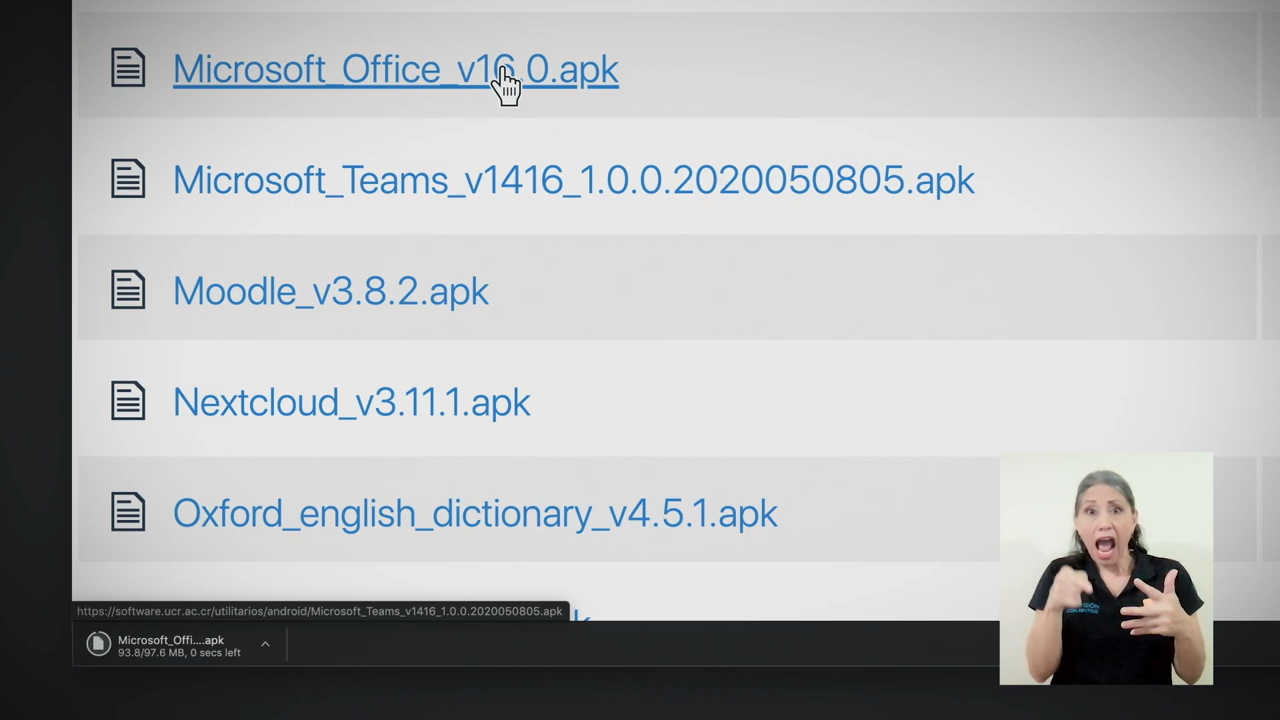 Microsoft_Office_v16.0.apk
Microsoft_Teams_v1416_1.0.0.2020050805.apk
Moodle_v3.8.2.apk
Nextcloud_v3.11.1.apk
Oxford_english_dictionary_v4.5.1.apk
https://software.ucr.ac.cr/utilitarios/android/Microsoft_Teams_v1416_1.0.0.2020050805.apk
Microsoft_Offi....apk
93.8/97.6 MB, 0 secs left
CON SENTIDO